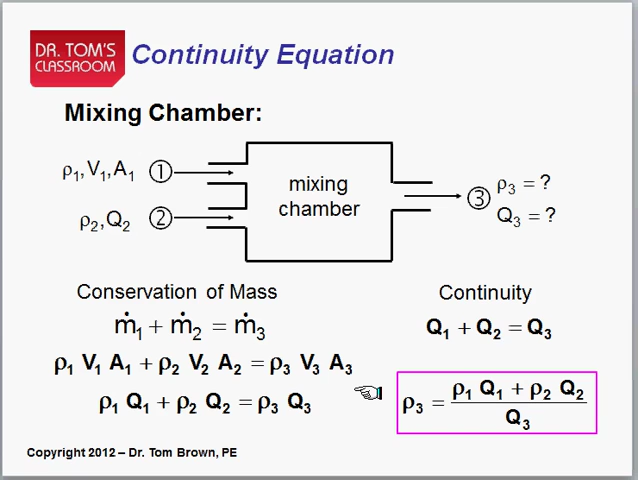 DR. TOM'S
CLASSROOM
Continuity Equation
Mixing Chamber:
ρ₁,V₁,A₁ ①
ρ₂,Q₂ ②
mixing
chamber
③ ρ₃ = ?
Q₃ = ?
Conservation of Mass
ṁ₁ + ṁ₂ = ṁ₃
ρ₁ V₁ A₁ + ρ₂ V₂ A₂ = ρ₃ V₃ A₃
ρ₁ Q₁ + ρ₂ Q₂ = ρ₃ Q₃
Continuity
Q₁ + Q₂ = Q₃
ρ₃ = (ρ₁ Q₁ + ρ₂ Q₂) / Q₃
Copyright 2012 – Dr. Tom Brown, PE